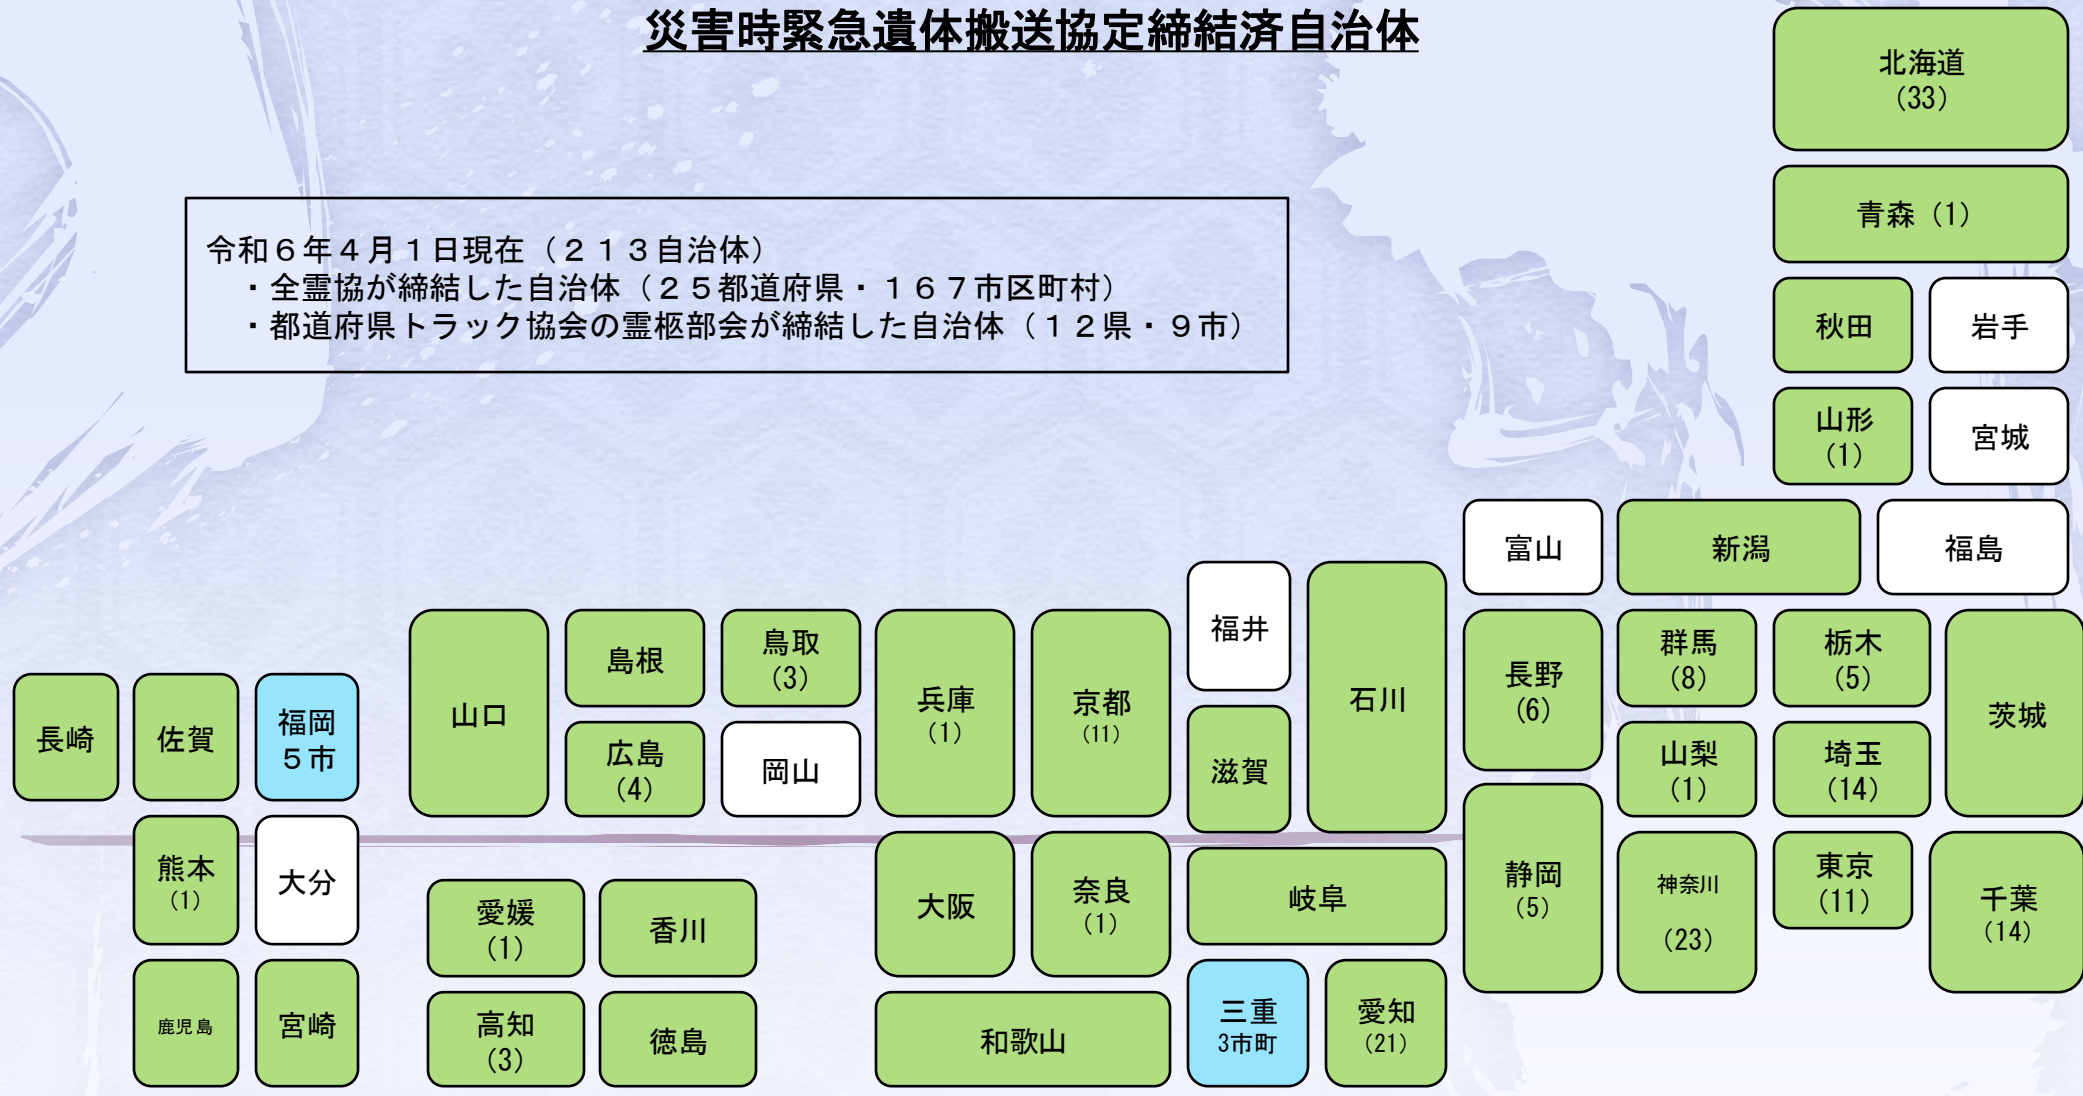 災害時緊急遺体搬送協定締結済自治体
北海道
（33）
青森（1）
令和６年４月１日現在（２１３自治体）
・全霊協が締結した自治体（２５都道府県・１６７市区町村）
・都道府県トラック協会の霊柩部会が締結した自治体（１２県・９市）
秋田
岩手
山形
（1）
宮城
富山
新潟
福島
福井
石川
山口
島根
鳥取
（3）
兵庫
（1）
京都
（11）
長野
（6）
群馬
（8）
栃木
（5）
茨城
長崎
佐賀
福岡
５市
広島
（4）
岡山
滋賀
山梨
（1）
埼玉
（14）
熊本
（1）
大分
愛媛
（1）
香川
大阪
奈良
（1）
岐阜
静岡
（5）
神奈川
（23）
東京
（11）
千葉
（14）
鹿児島
宮崎
高知
（3）
徳島
和歌山
三重
3市町
愛知
（21）